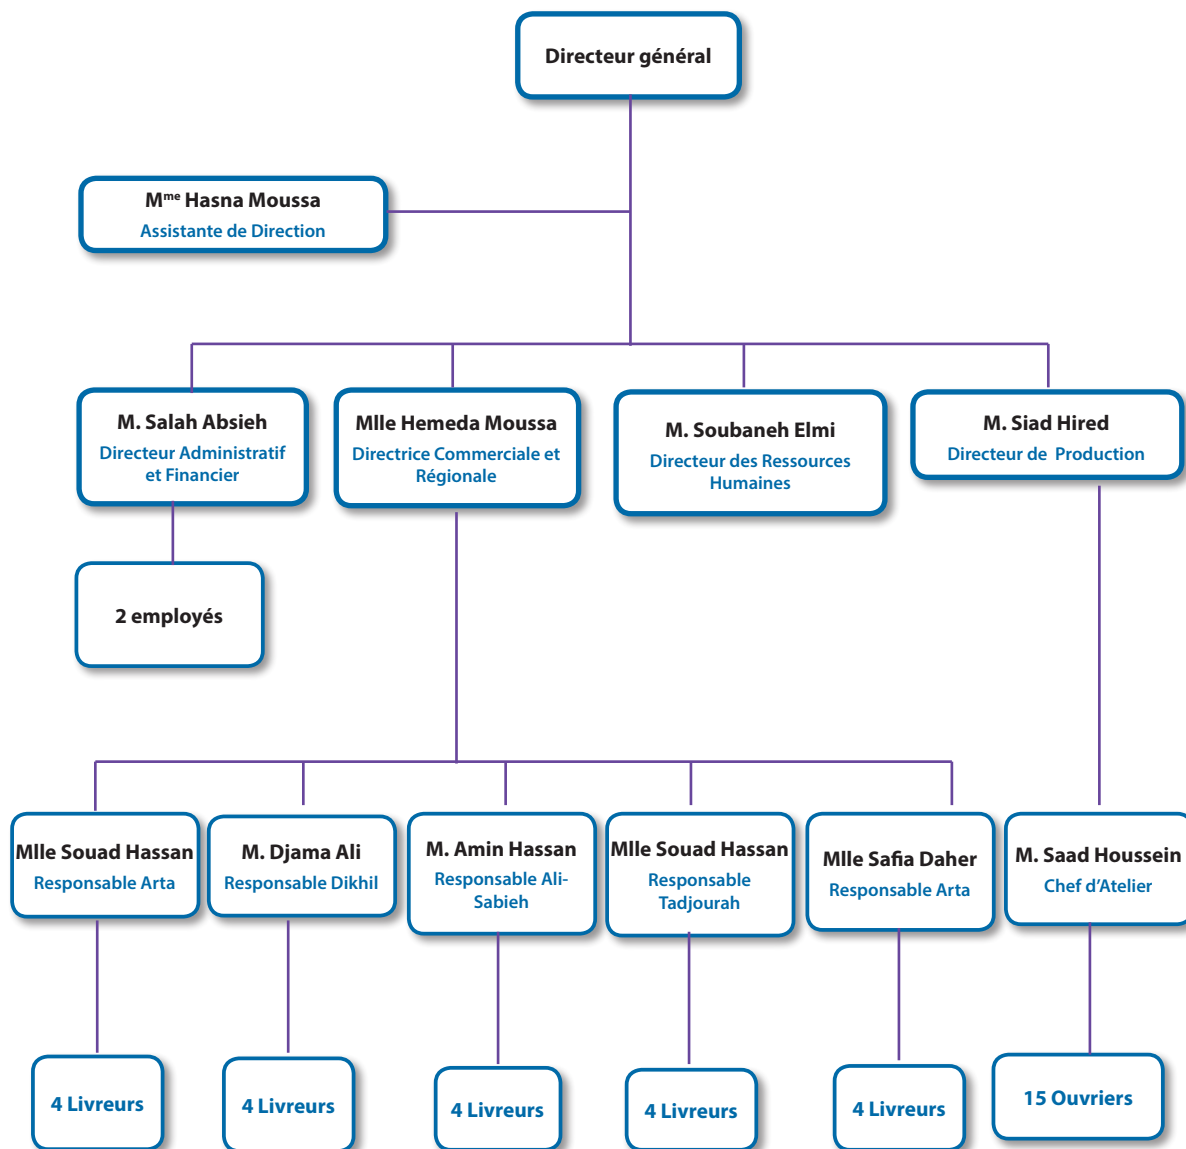 Directeur général
Mme Hasna Moussa
Assistante de Direction
M. Salah Absieh
Directeur Administratif
et Financier
Mlle Hemeda Moussa
Directrice Commerciale et
Régionale
M. Soubaneh Elmi
Directeur des Ressources
Humaines
M. Siad Hired
Directeur de Production
2 employés
Mlle Souad Hassan
Responsable Arta
M. Djama Ali
Responsable Dikhil
M. Amin Hassan
Responsable Ali-
Sabieh
Mlle Souad Hassan
Responsable
Tadjourah
Mlle Safia Daher
Responsable Arta
M. Saad Houssein
Chef d'Atelier
4 Livreurs
4 Livreurs
4 Livreurs
4 Livreurs
4 Livreurs
15 Ouvriers